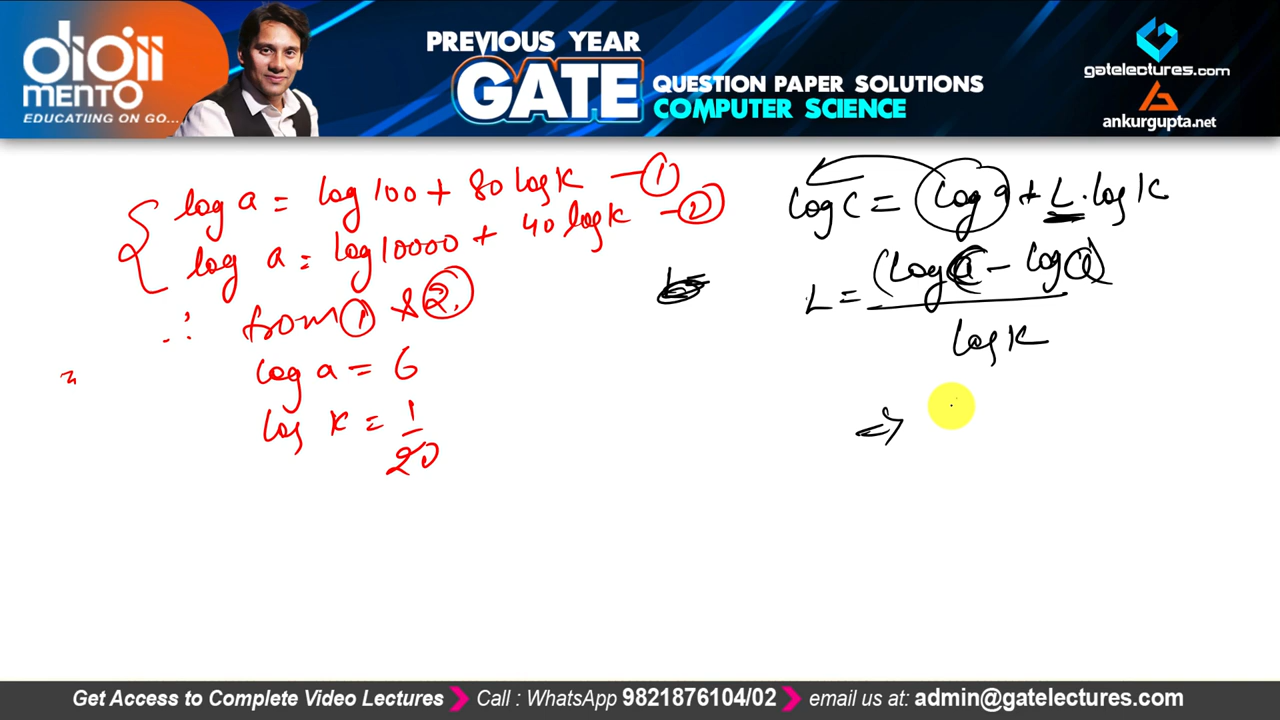 digii
mento
EDUCATIING ON GO...
PREVIOUS YEAR
GATE
QUESTION PAPER SOLUTIONS
COMPUTER SCIENCE
gatelectures.com
ankurgupta.net
log a = log 100 + 80 log k — ①
log a = log 10000 + 40 log k — ②
∴ from ① & ②.
log a = 6
log k = 1/20
log C = log a + L . log k
L = (log C - log a) / log k
⇒
Get Access to Complete Video Lectures
Call : WhatsApp 9821876104/02
email us at: admin@gatelectures.com